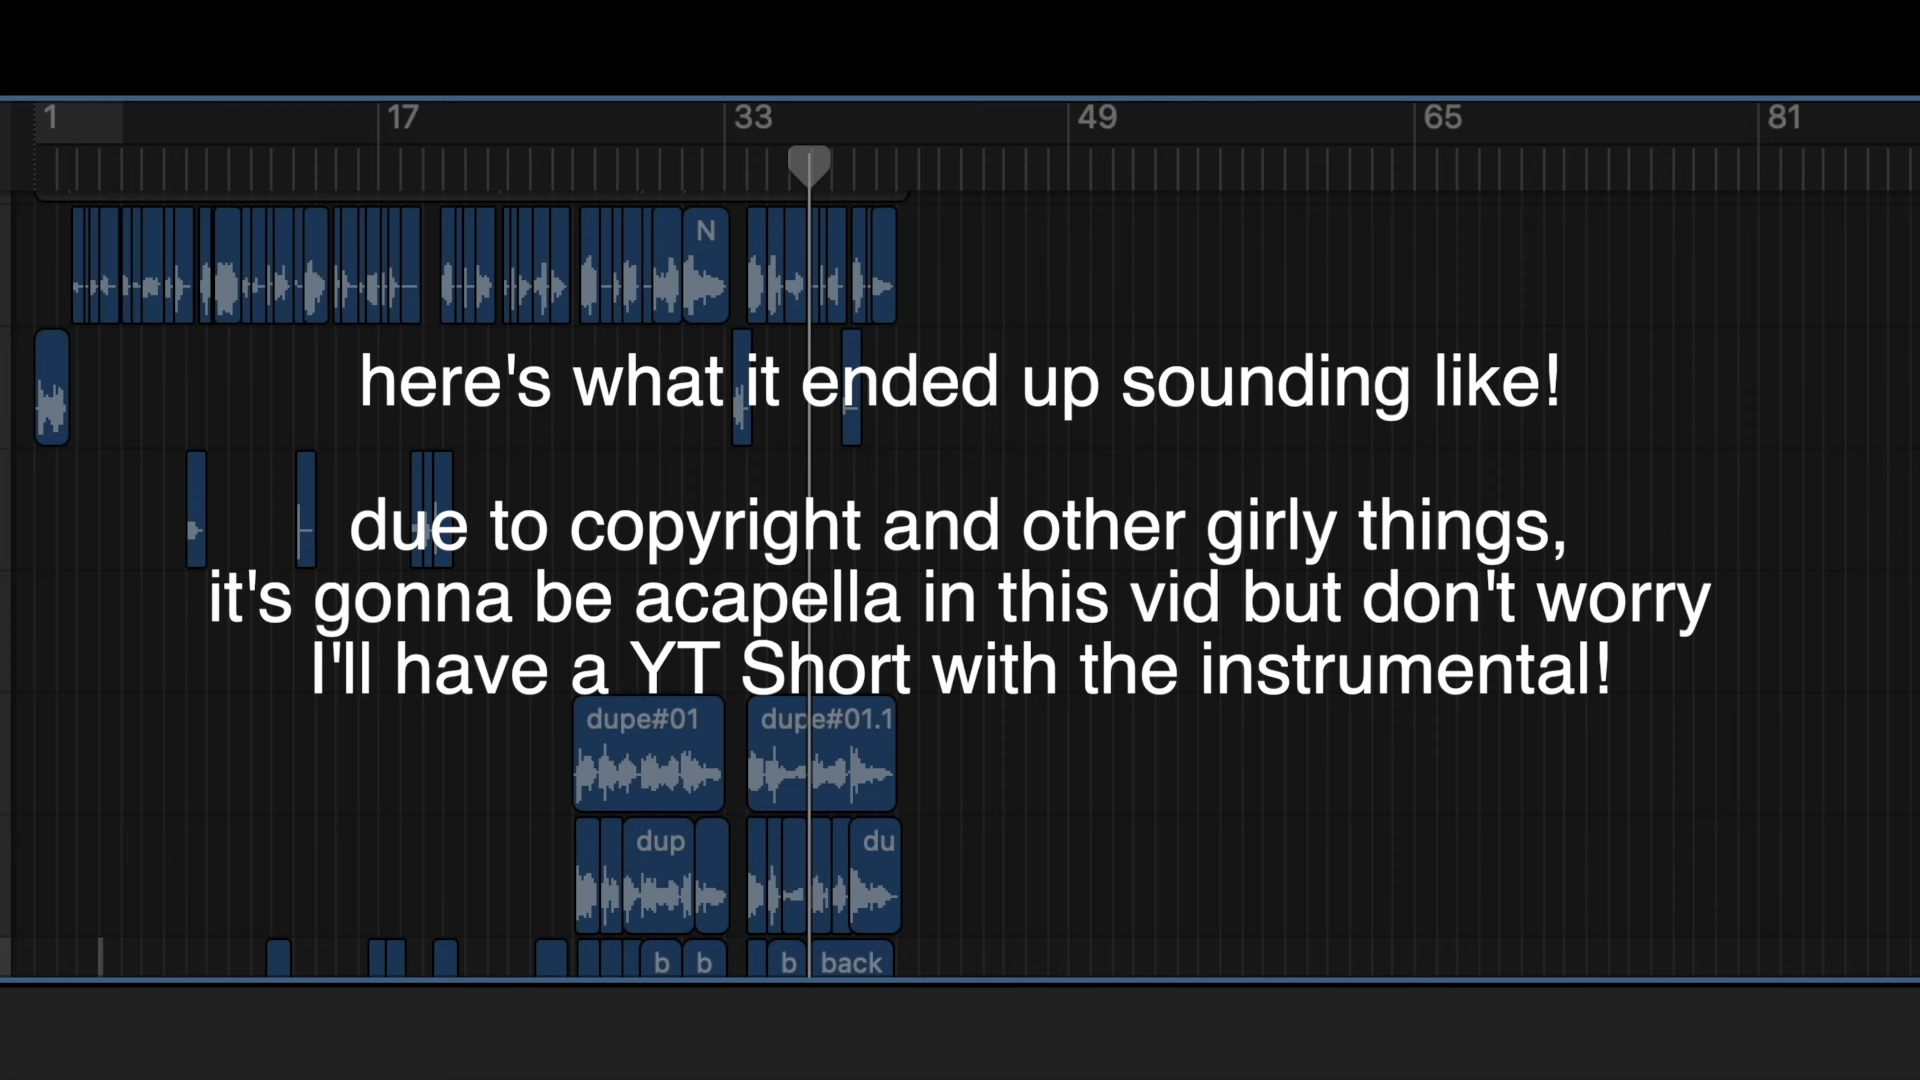 1 17 33 49 65 81
N
here's what it ended up sounding like!
due to copyright and other girly things,
it's gonna be acapella in this vid but don't worry
I'll have a YT Short with the instrumental!
dupe#01 dupe#01.1
dup du
b b b back